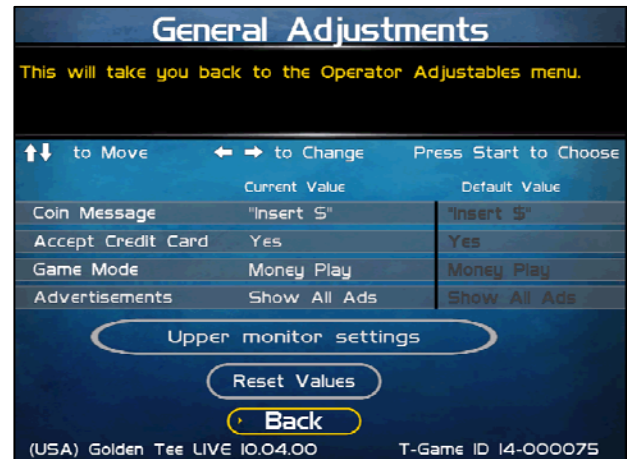 General Adjustments
This will take you back to the Operator Adjustables menu.
to Move to Change Press Start to Choose
Current Value Default Value
Coin Message "Insert $" "Insert $"
Accept Credit Card Yes Yes
Game Mode Money Play Money Play
Advertisements Show All Ads Show All Ads
Upper monitor settings
Reset Values
Back
(USA) Golden Tee LIVE 10.04.00 T-Game ID 14-000075